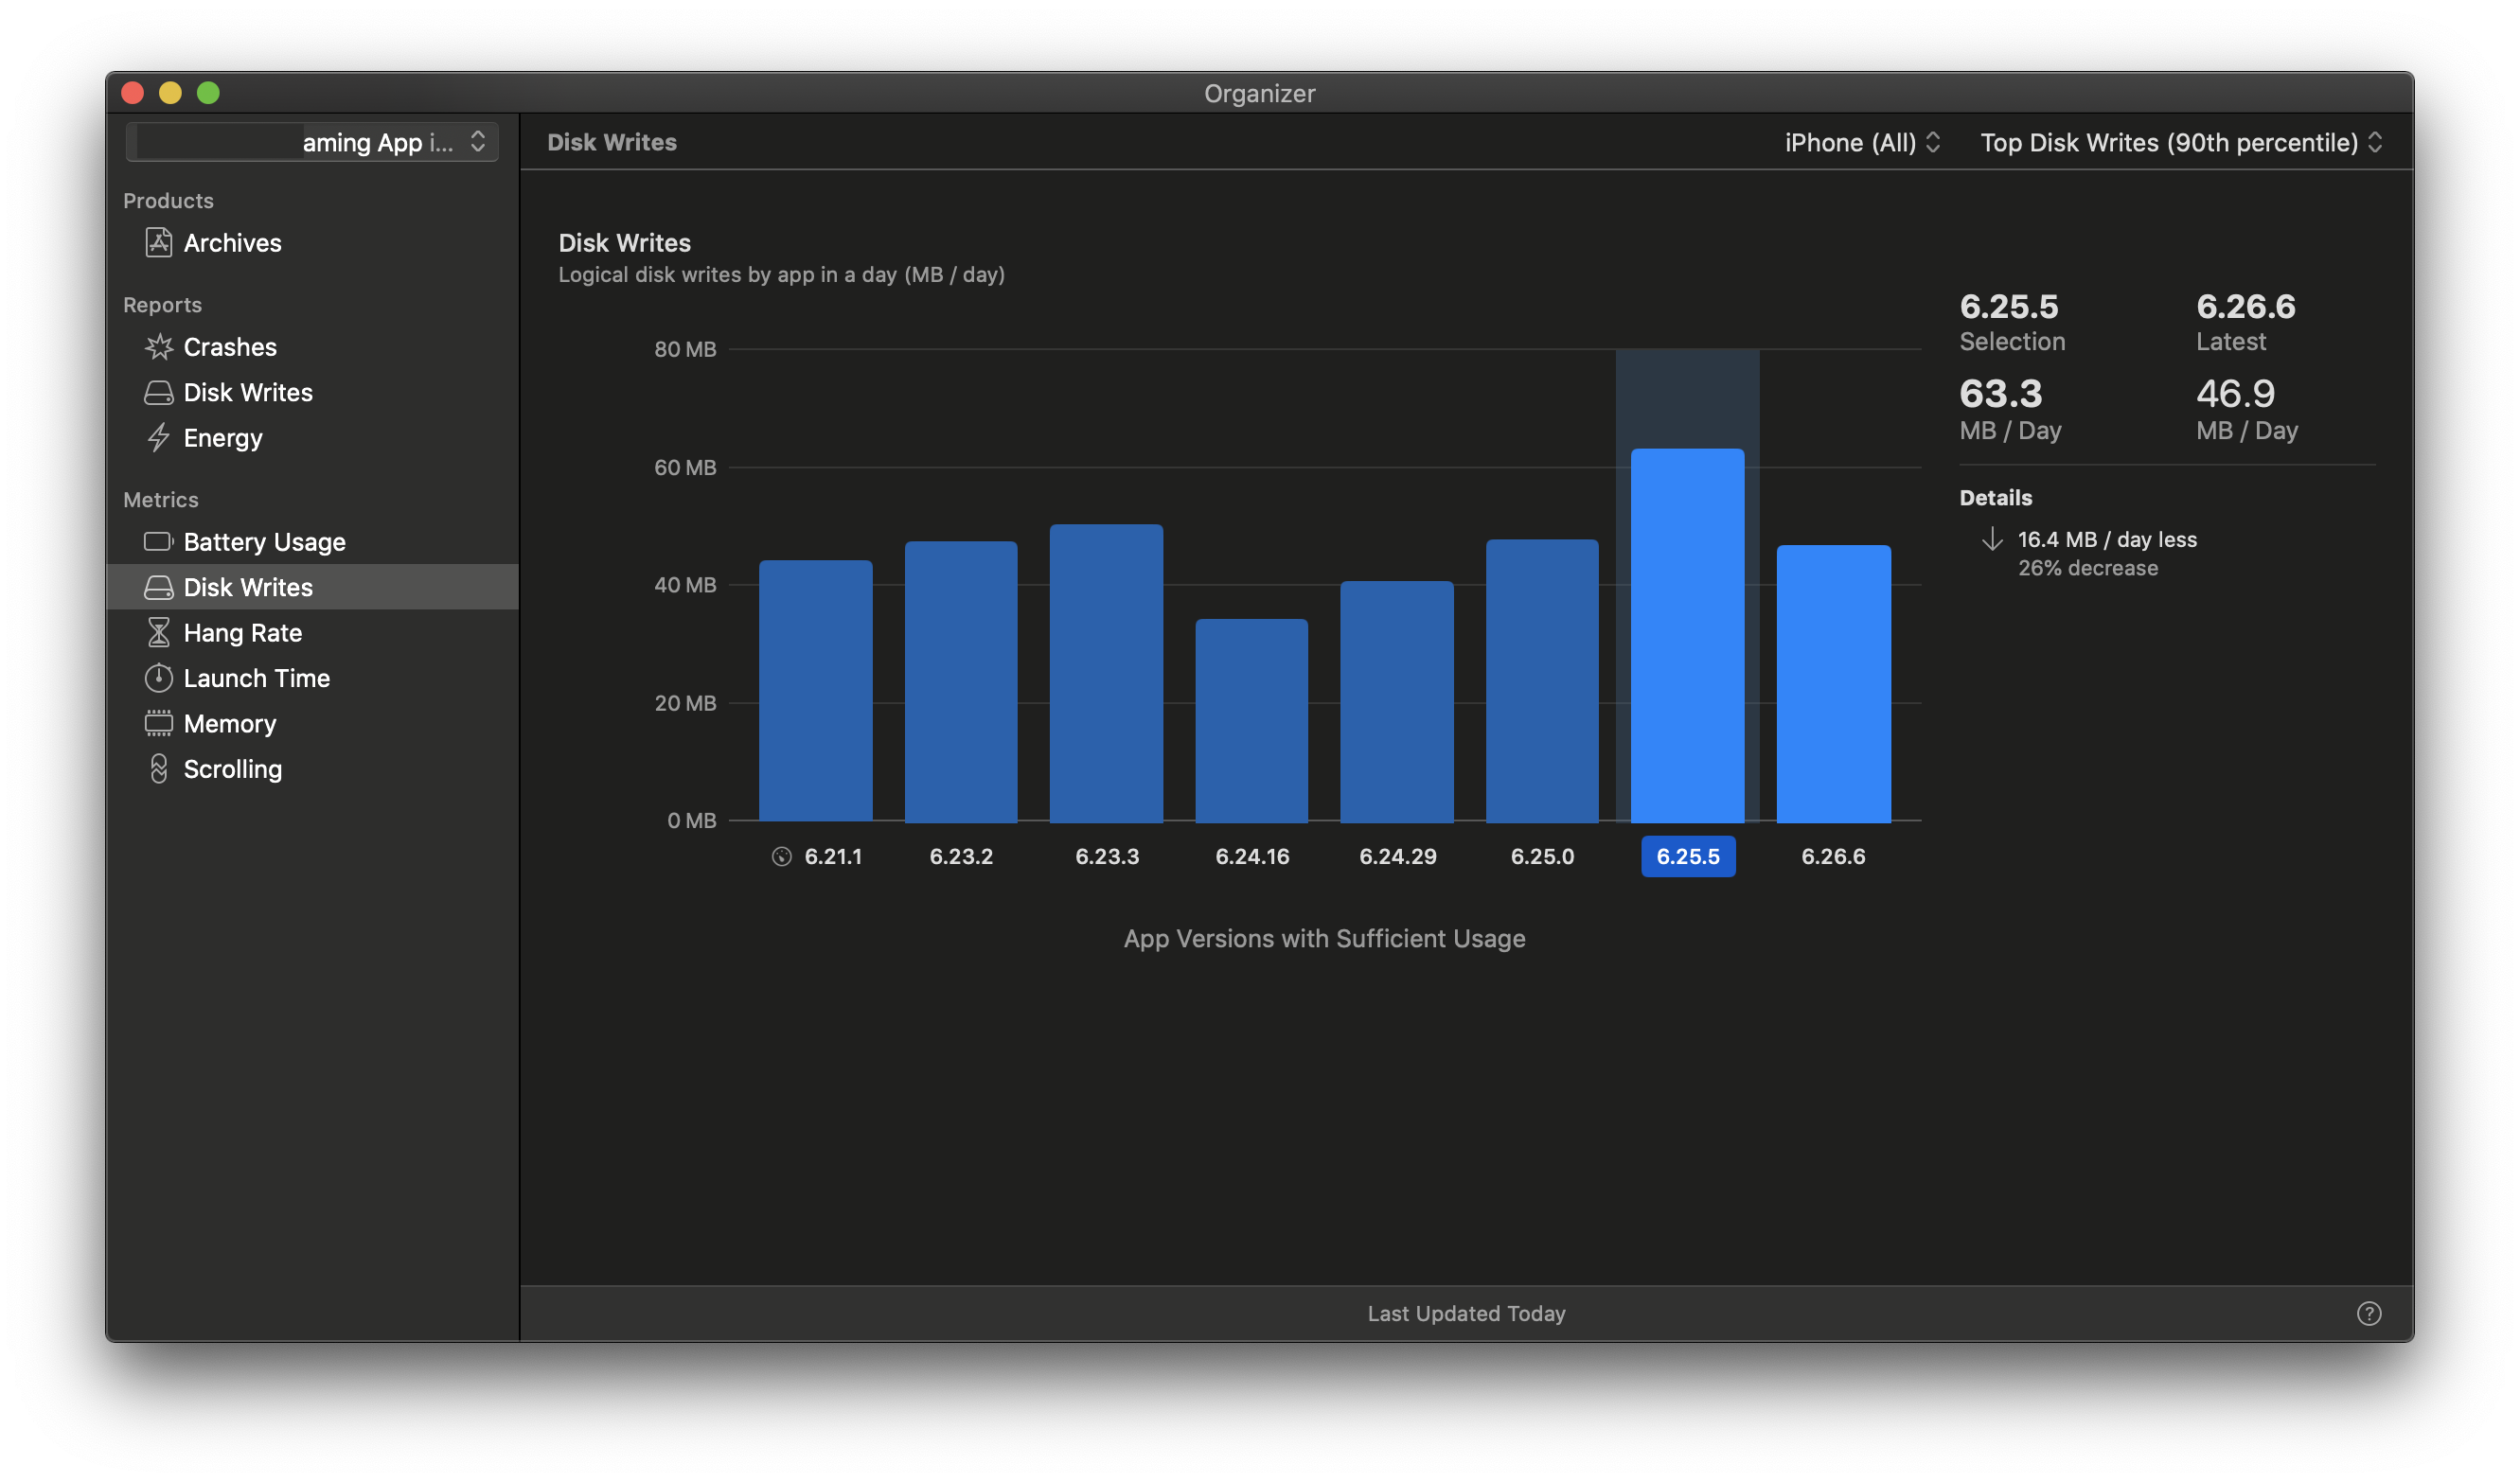 Organizer
aming App i...
Products
Archives
Reports
Crashes
Disk Writes
Energy
Metrics
Battery Usage
Disk Writes
Hang Rate
Launch Time
Memory
Scrolling
Disk Writes
iPhone (All)
Top Disk Writes (90th percentile)
Disk Writes
Logical disk writes by app in a day (MB / day)
80 MB
60 MB
40 MB
20 MB
0 MB
6.21.1
6.23.2
6.23.3
6.24.16
6.24.29
6.25.0
6.25.5
6.26.6
App Versions with Sufficient Usage
6.25.5
Selection
63.3
MB / Day
6.26.6
Latest
46.9
MB / Day
Details
16.4 MB / day less
26% decrease
Last Updated Today
?